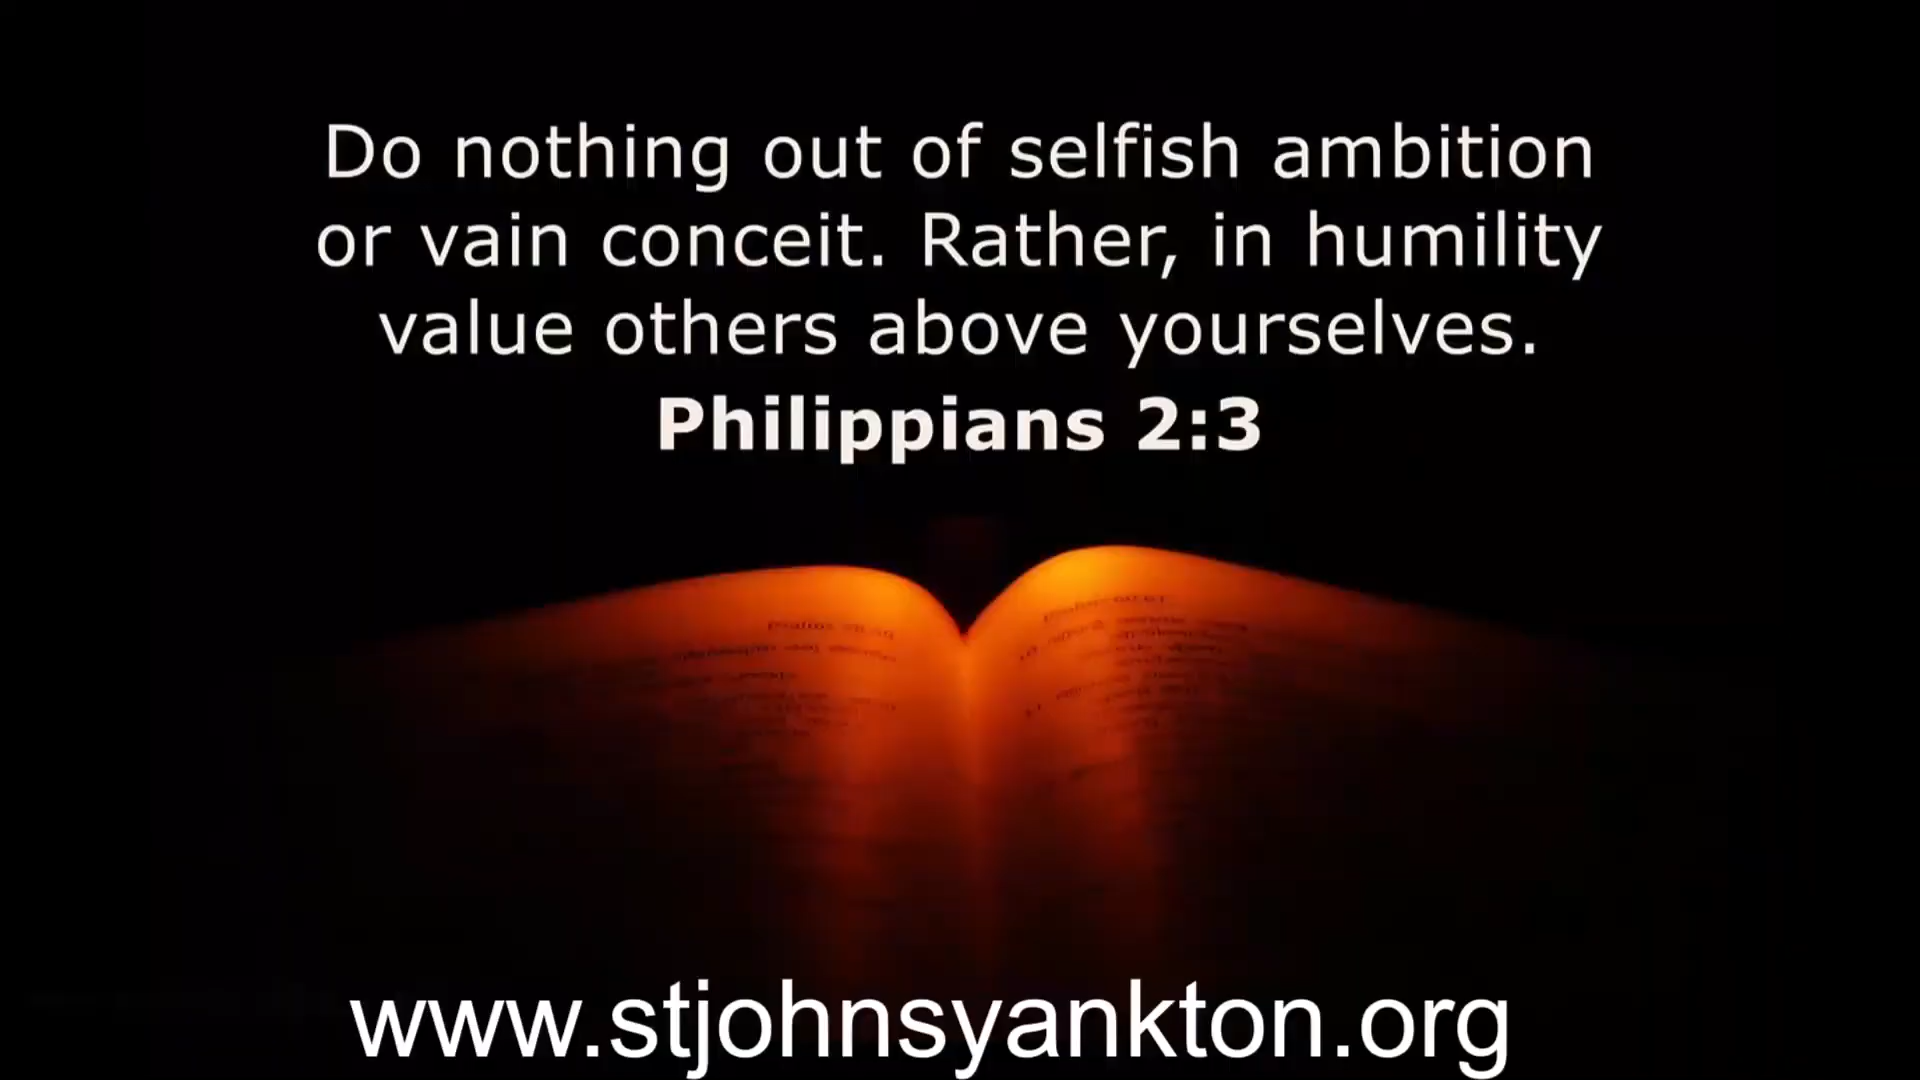 Do nothing out of selfish ambition
or vain conceit. Rather, in humility
value others above yourselves.
Philippians 2:3
www.stjohnsyankton.org